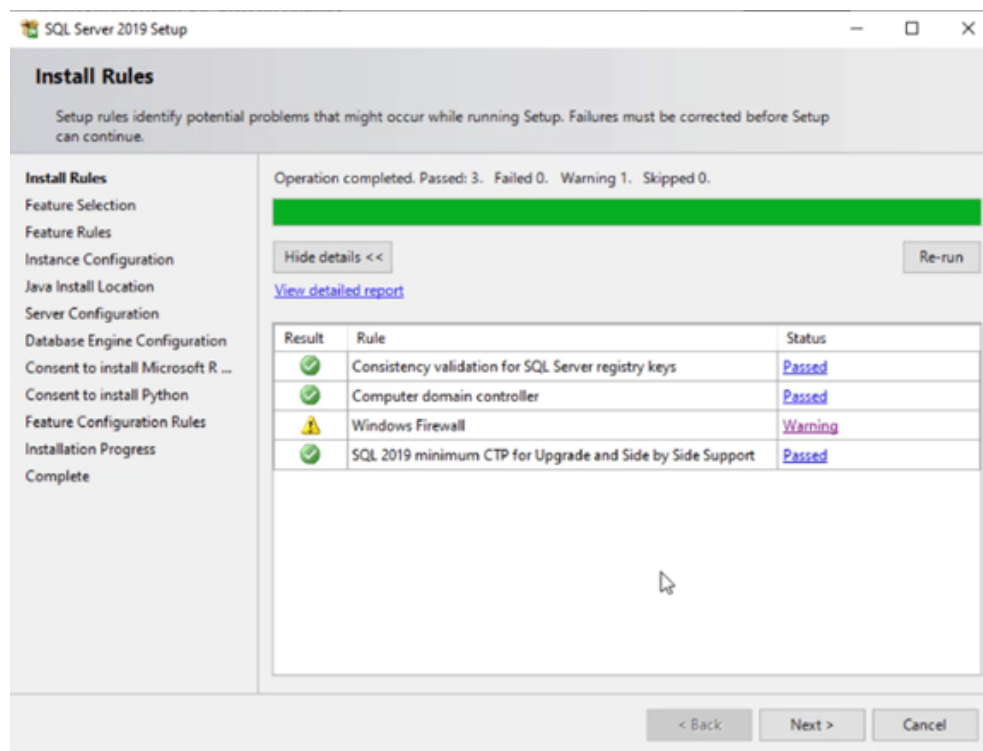 SQL Server 2019 Setup
Install Rules
Setup rules identify potential problems that might occur while running Setup. Failures must be corrected before Setup
can continue.
Install Rules
Feature Selection
Feature Rules
Instance Configuration
Java Install Location
Server Configuration
Database Engine Configuration
Consent to install Microsoft R ...
Consent to install Python
Feature Configuration Rules
Installation Progress
Complete
Operation completed. Passed: 3. Failed 0. Warning 1. Skipped 0.
Hide details << Re-run
View detailed report
Result Rule Status
Consistency validation for SQL Server registry keys Passed
Computer domain controller Passed
Windows Firewall Warning
SQL 2019 minimum CTP for Upgrade and Side by Side Support Passed
< Back Next > Cancel